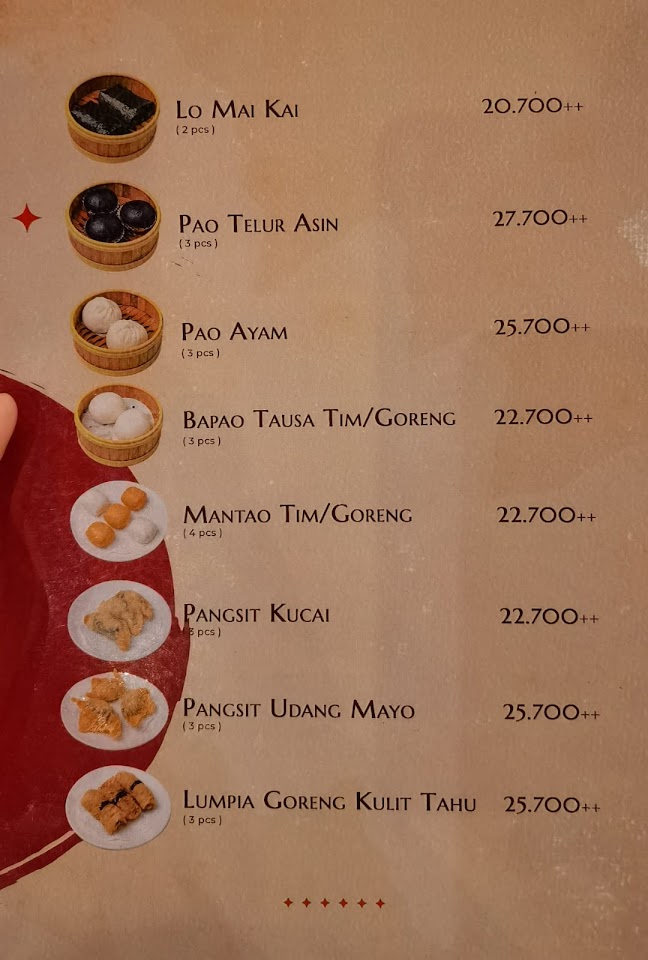 Lo Mai Kai 20.700++
( 2 pcs )
Pao Telur Asin 27.700++
( 3 pcs )
Pao Ayam 25.700++
( 3 pcs )
Bapao Tausa Tim/Goreng 22.700++
( 3 pcs )
Mantao Tim/Goreng 22.700++
( 4 pcs )
Pangsit Kucai 22.700++
( 3 pcs )
Pangsit Udang Mayo 25.700++
( 3 pcs )
Lumpia Goreng Kulit Tahu 25.700++
( 3 pcs )